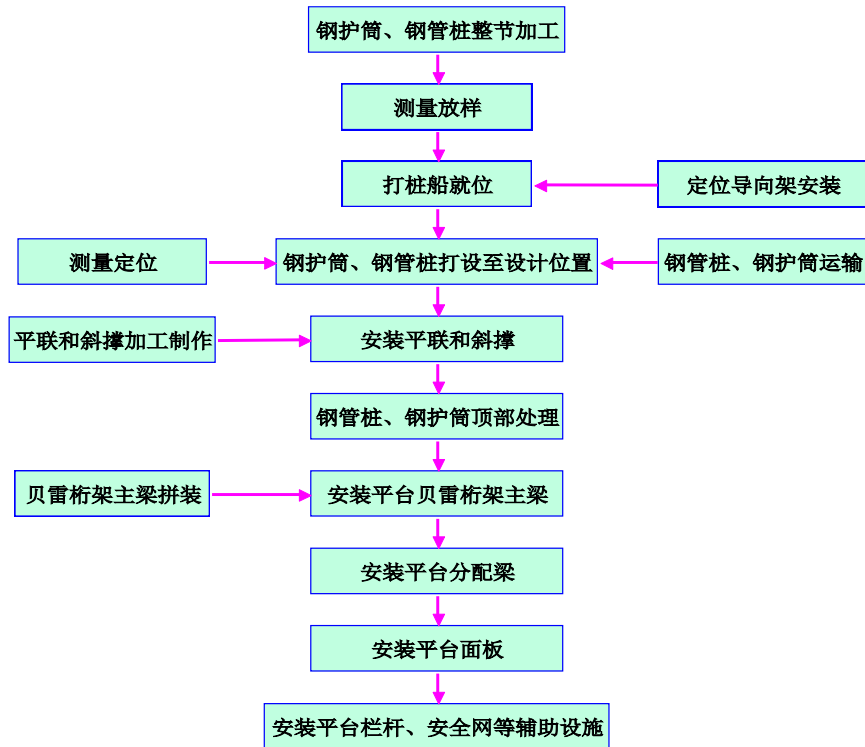 钢护筒、钢管桩整节加工
测量放样
打桩船就位
定位导向架安装
测量定位
钢护筒、钢管桩打设至设计位置
钢管桩、钢护筒运输
平联和斜撑加工制作
安装平联和斜撑
钢管桩、钢护筒顶部处理
贝雷桁架主梁拼装
安装平台贝雷桁架主梁
安装平台分配梁
安装平台面板
安装平台栏杆、安全网等辅助设施